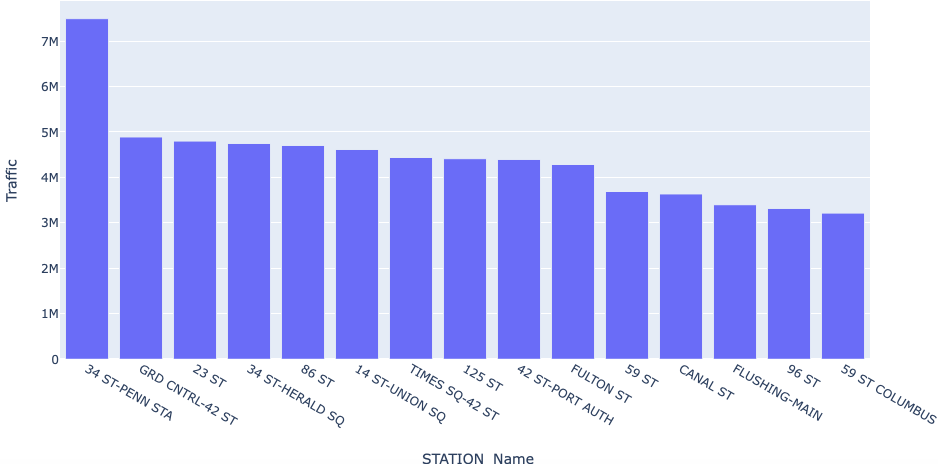 7M
6M
5M
4M
3M
2M
1M
0
Traffic
34 ST-PENN STA
GRD CNTRL-42 ST
23 ST
34 ST-HERALD SQ
86 ST
14 ST-UNION SQ
TIMES SQ-42 ST
125 ST
42 ST-PORT AUTH
FULTON ST
59 ST
CANAL ST
FLUSHING-MAIN
96 ST
59 ST COLUMBUS
STATION_Name